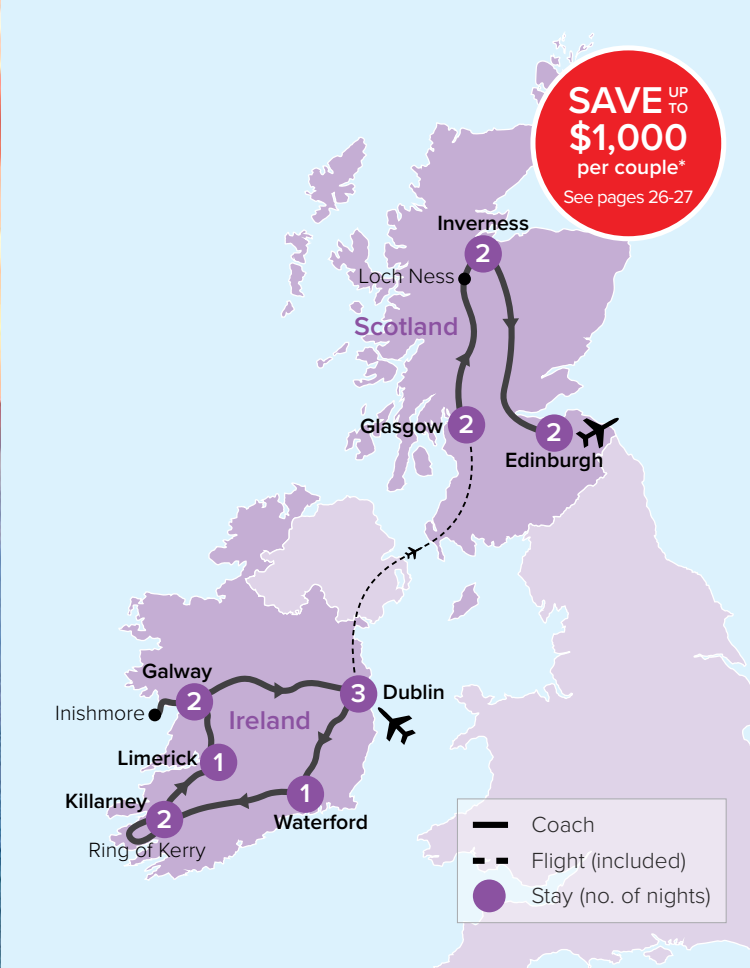 SAVE UP TO
$1,000
per couple*
See pages 26-27
Inverness
2
Loch Ness
Scotland
Glasgow
2
2
Edinburgh
Galway
2
3
Dublin
Inishmore
Ireland
Limerick
1
Killarney
2
1
Waterford
Ring of Kerry
Coach
Flight (included)
Stay (no. of nights)